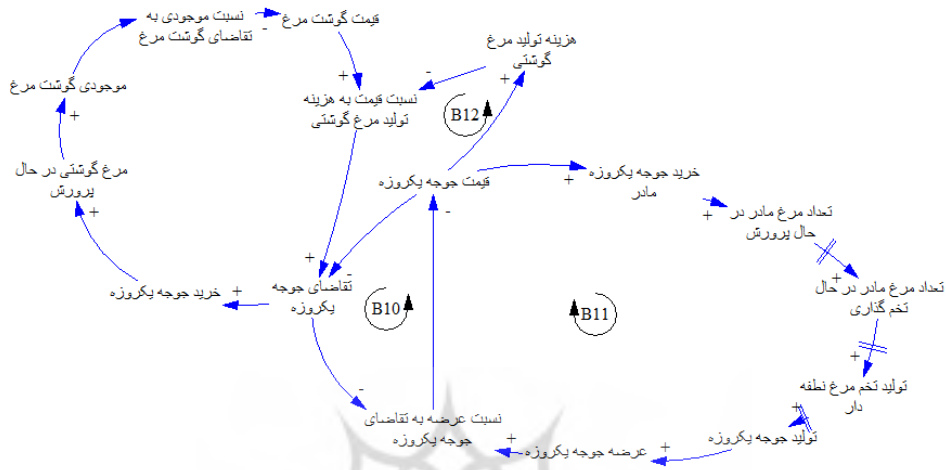 نسبت موجودی به
تقاضای گوشت مرغ
-
قیمت گوشت مرغ
+
هزینه تولید مرغ
گوشتی
-
+
موجودی گوشت مرغ
+
نسبت قیمت به هزینه
تولید مرغ گوشتی
B12
مرغ گوشتی در حال
پرورش
+
قیمت جوجه یکروزه
-
+
خرید جوجه یکروزه
مادر
+
تعداد مرغ مادر در
حال پرورش
+
تعداد مرغ مادر در حال
تخم گذاری
+
خرید جوجه یکروزه
+
تقاضای جوجه
یکروزه
+
-
B10
B11
تولید تخم مرغ نطفه
دار
+
-
نسبت عرضه به تقاضای
جوجه یکروزه
+
عرضه جوجه یکروزه
+
تولید جوجه یکروزه